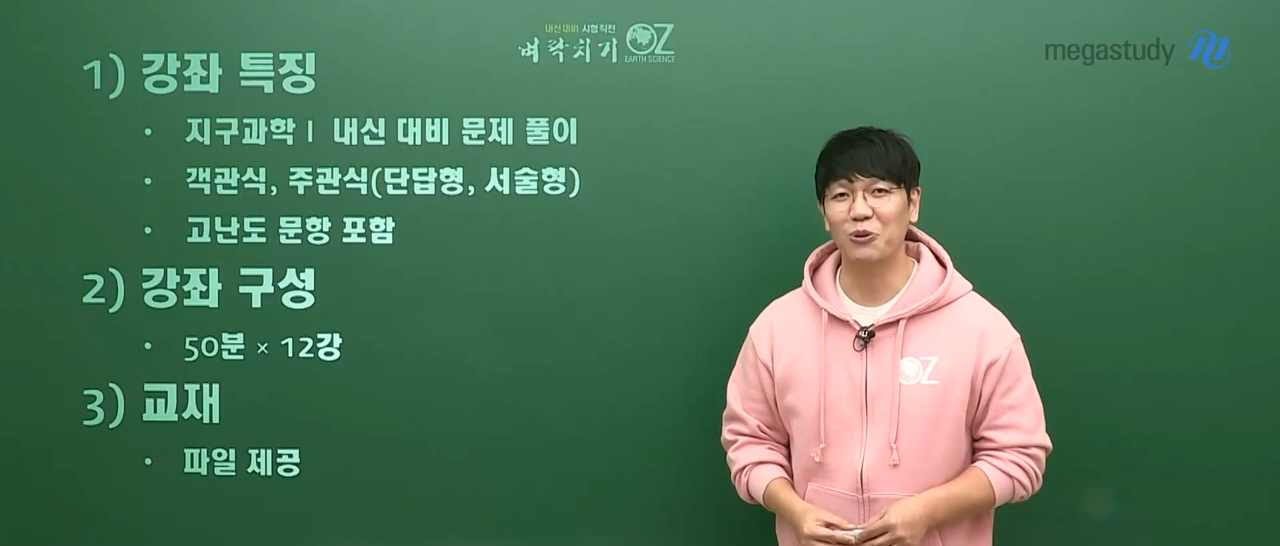 내신 대비 시험 직전
벼락치기 OZ
EARTH SCIENCE
megastudy
1) 강좌 특징
• 지구과학Ⅰ 내신 대비 문제 풀이
• 객관식, 주관식(단답형, 서술형)
• 고난도 문항 포함
2) 강좌 구성
• 50분 × 12강
3) 교재
• 파일 제공
OZ